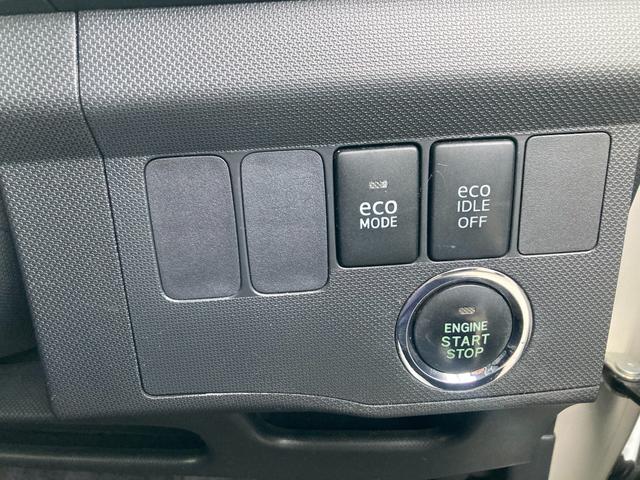 eco
MODE
eco
IDLE
OFF
ENGINE
START
STOP